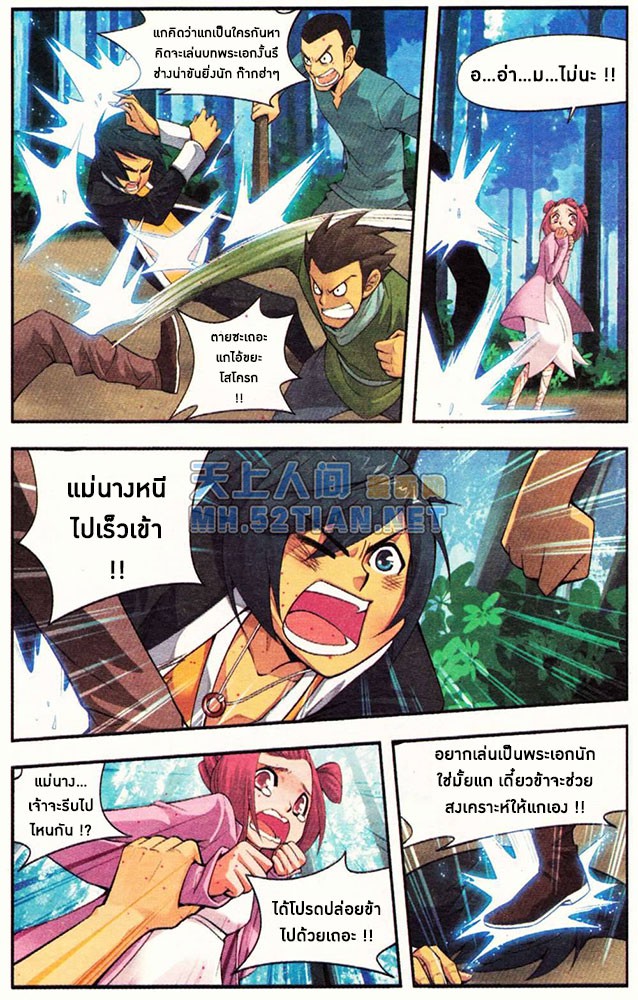 แกคิดว่าแกเป็นใครกันหา
คิดจะเล่นบทพระเอกงั้นรึ
ช่างน่าขันยิ่งนัก ก๊ากฮ่าๆ
อ...อ่า...ม...ไม่นะ !!
ตายซะเถอะ
แกไอ้ขยะ
โสโครก
!!
แม่นางหนี
ไปเร็วเข้า
!!
天上人间
MH.52TIAN.NET
แม่นาง...
เจ้าจะรีบไป
ไหนกัน !?
ได้โปรดปล่อยข้า
ไปด้วยเถอะ !!
อยากเล่นเป็นพระเอกนัก
ใช่มั้ยแก เดี๋ยวข้าจะช่วย
สงเคราะห์ให้แกเอง !!